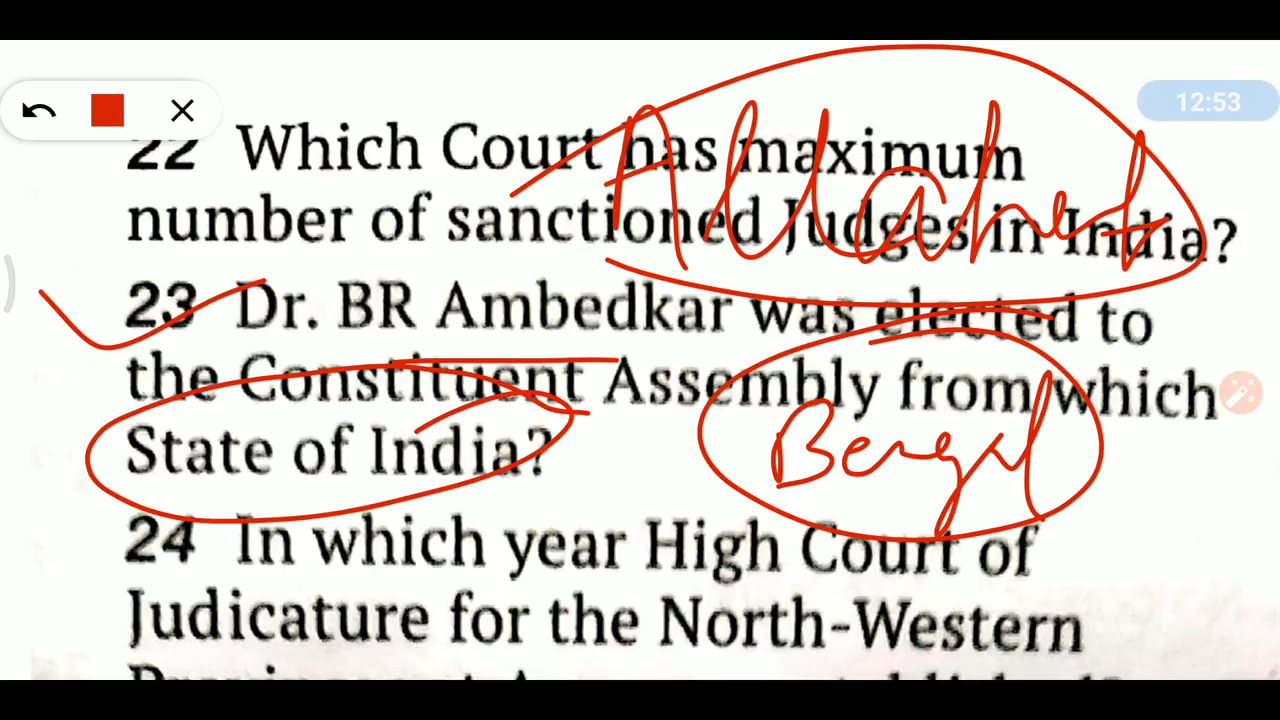 12:53
22 Which Court has maximum
number of sanctioned Judges in India?
23 Dr. BR Ambedkar was elected to
the Constituent Assembly from which
State of India?
Bengal
24 In which year High Court of
Judicature for the North-Western